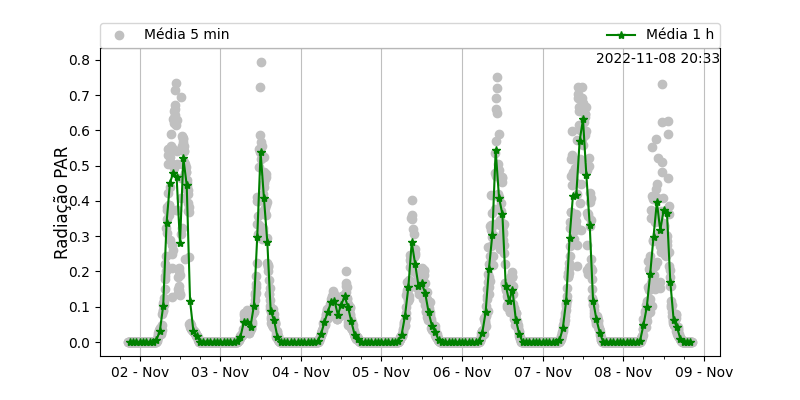 Média 5 min
Média 1 h
2022-11-08 20:33
Radiação PAR
0.8
0.7
0.6
0.5
0.4
0.3
0.2
0.1
0.0
02 - Nov
03 - Nov
04 - Nov
05 - Nov
06 - Nov
07 - Nov
08 - Nov
09 - Nov